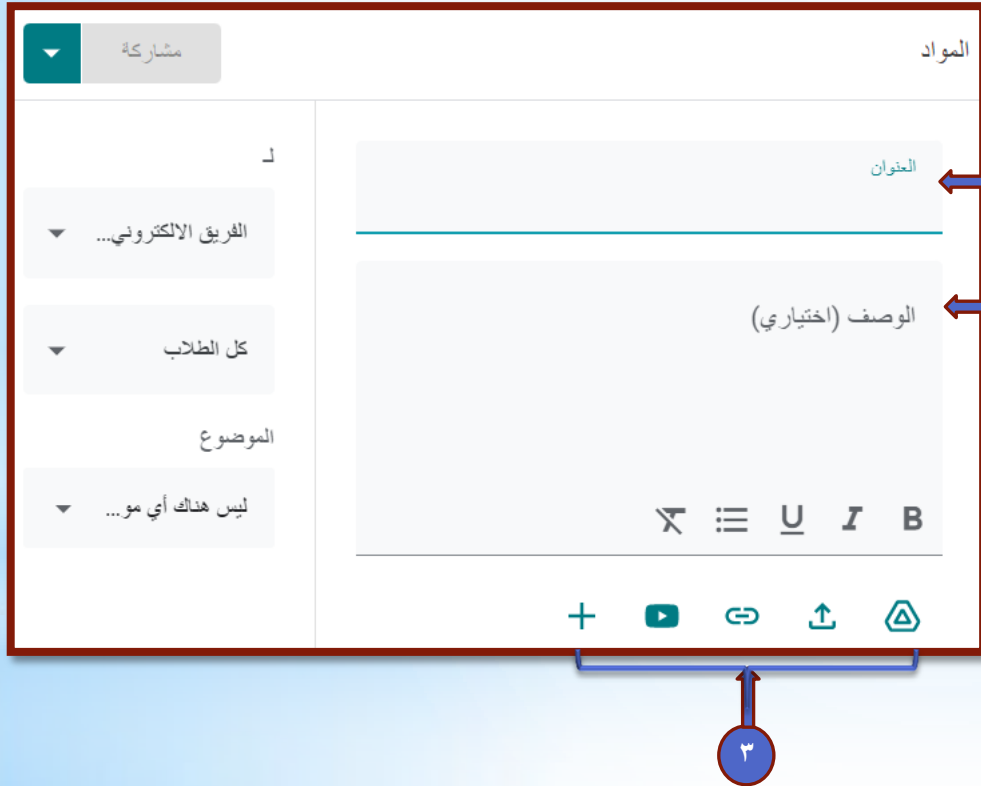 المواد
مشاركة
العنوان
الوصف (اختياري)
B I U
لـ
الفريق الالكتروني...
كل الطلاب
الموضوع
ليس هناك أي مو...
٣